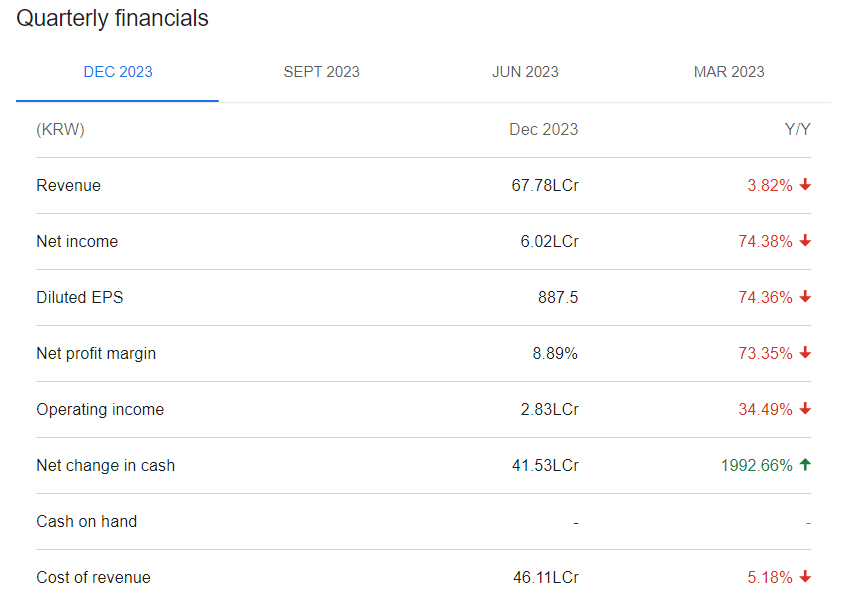 Quarterly financials
DEC 2023 SEPT 2023 JUN 2023 MAR 2023
(KRW) Dec 2023 Y/Y
Revenue 67.78LCr 3.82%
Net income 6.02LCr 74.38%
Diluted EPS 887.5 74.36%
Net profit margin 8.89% 73.35%
Operating income 2.83LCr 34.49%
Net change in cash 41.53LCr 1992.66%
Cash on hand - -
Cost of revenue 46.11LCr 5.18%